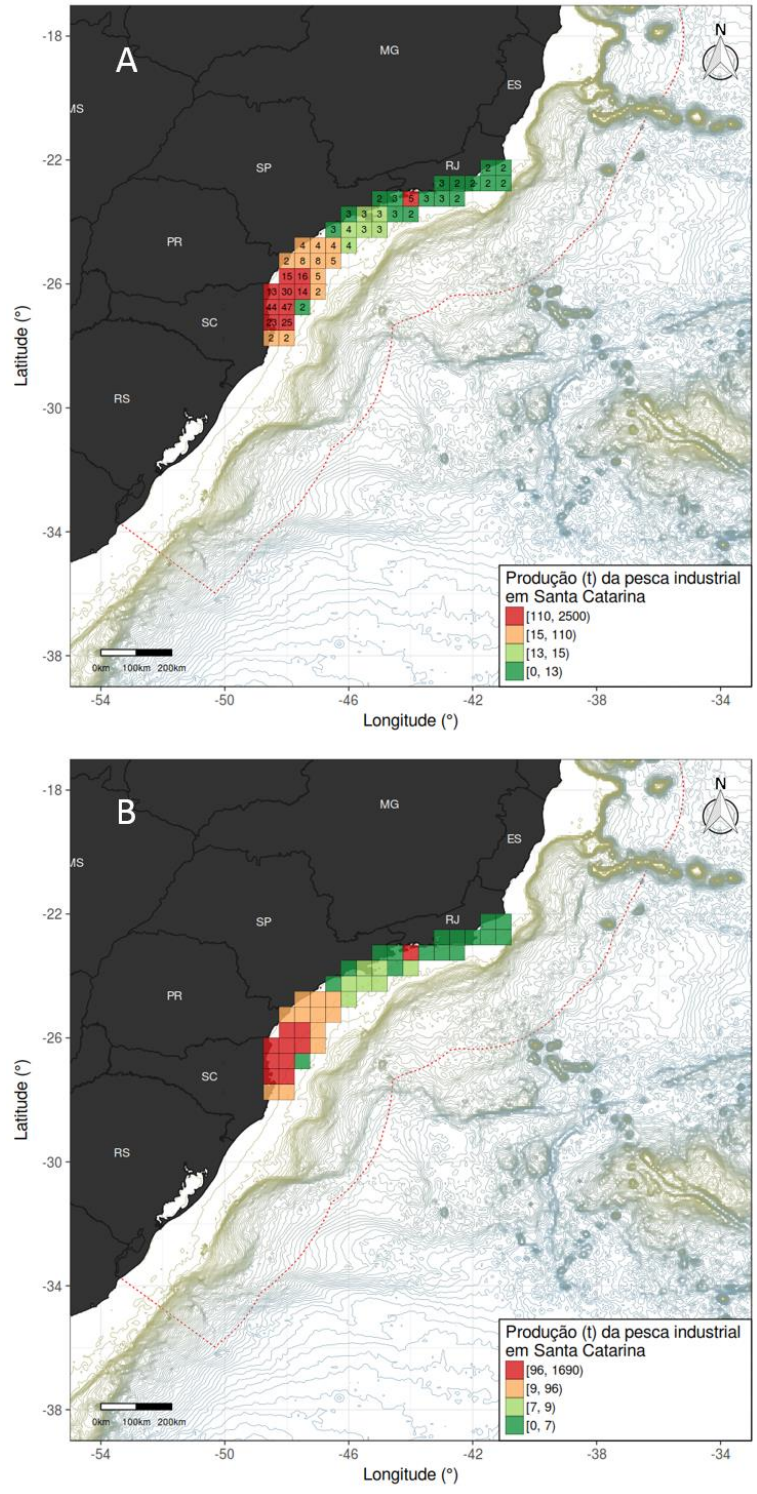 -18
A
MG
N
MS
ES
SP
RJ
-22
2 2
3 2 2 2 2
2 3 5 3 3 2
3 3 3 3 2
3 4 3 3
PR
4 4 4 4
2 8 8 5
-26
15 16 5
13 30 14 2
44 47 2
SC
23 25
2 2
RS
-30
-34
-38
Latitude (°)
0km 100km 200km
Produção (t) da pesca industrial
em Santa Catarina
[110, 2500)
[15, 110)
[13, 15)
[0, 13)
-54 -50 -46 -42 -38 -34
Longitude (°)
-18
B
MG
N
MS
ES
SP
RJ
-22
PR
-26
SC
RS
-30
-34
-38
Latitude (°)
0km 100km 200km
Produção (t) da pesca industrial
em Santa Catarina
[96, 1690)
[9, 96)
[7, 9)
[0, 7)
-54 -50 -46 -42 -38 -34
Longitude (°)